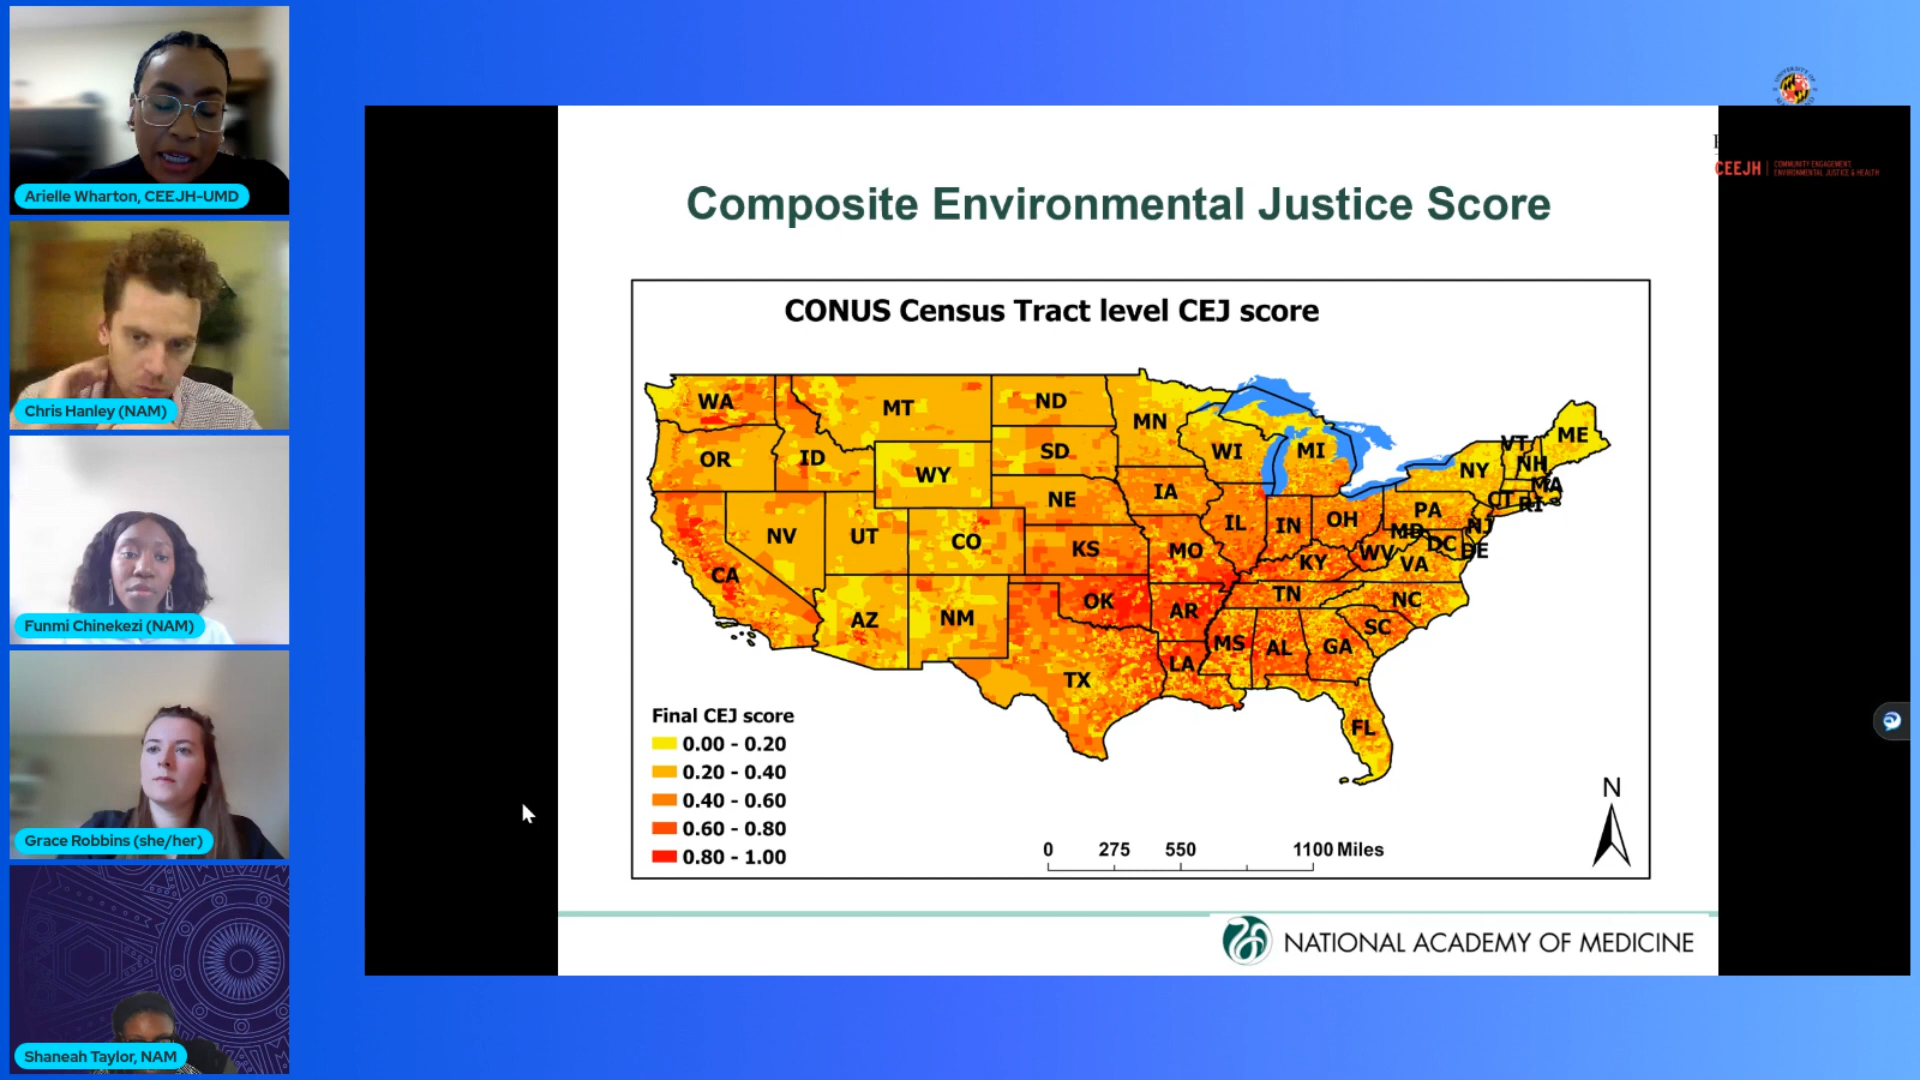 Arielle Wharton, CEEJH-UMD
Chris Hanley (NAM)
Funmi Chinekezi (NAM)
Grace Robbins (she/her)
Shaneah Taylor, NAM
UNIVERSITY OF
CEEJH
COMMUNITY ENGAGEMENT,
ENVIRONMENTAL JUSTICE & HEALTH
Composite Environmental Justice Score
CONUS Census Tract level CEJ score
WA
MT
ND
MN
OR
ID
WY
SD
WI
MI
VT
ME
NY
NH
MA
NE
IA
CT
RI
NV
UT
CO
KS
MO
IL
IN
OH
PA
NJ
MD
DC
DE
WV
VA
KY
CA
AZ
NM
OK
AR
TN
NC
SC
MS
AL
GA
LA
TX
FL
Final CEJ score
0.00 - 0.20
0.20 - 0.40
0.40 - 0.60
0.60 - 0.80
0.80 - 1.00
0 275 550 1100 Miles
N
NATIONAL ACADEMY OF MEDICINE